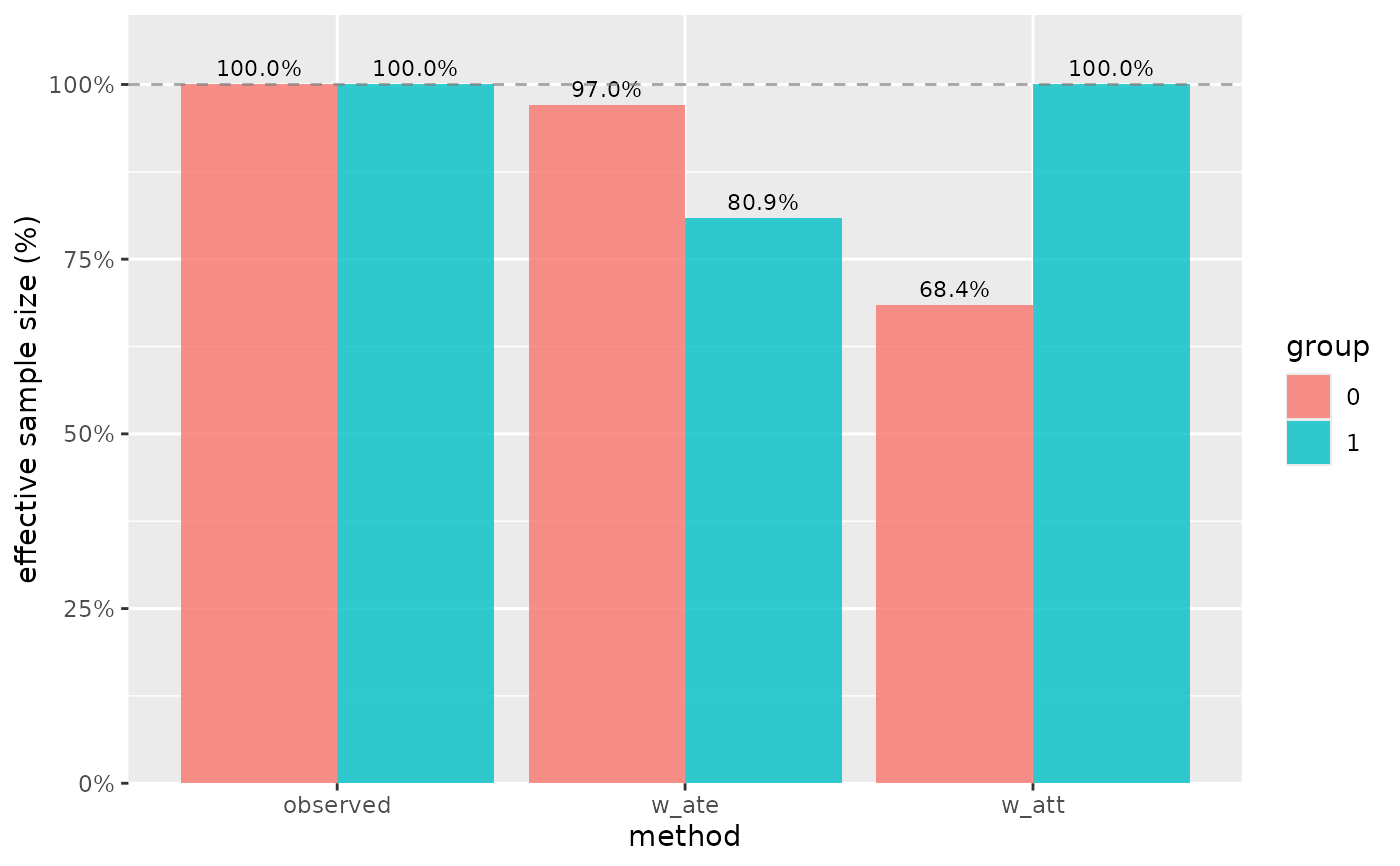 100.0%
100.0%
97.0%
80.9%
68.4%
100.0%
100%
75%
50%
25%
0%
effective sample size (%)
observed
w_ate
w_att
method
group
0
1